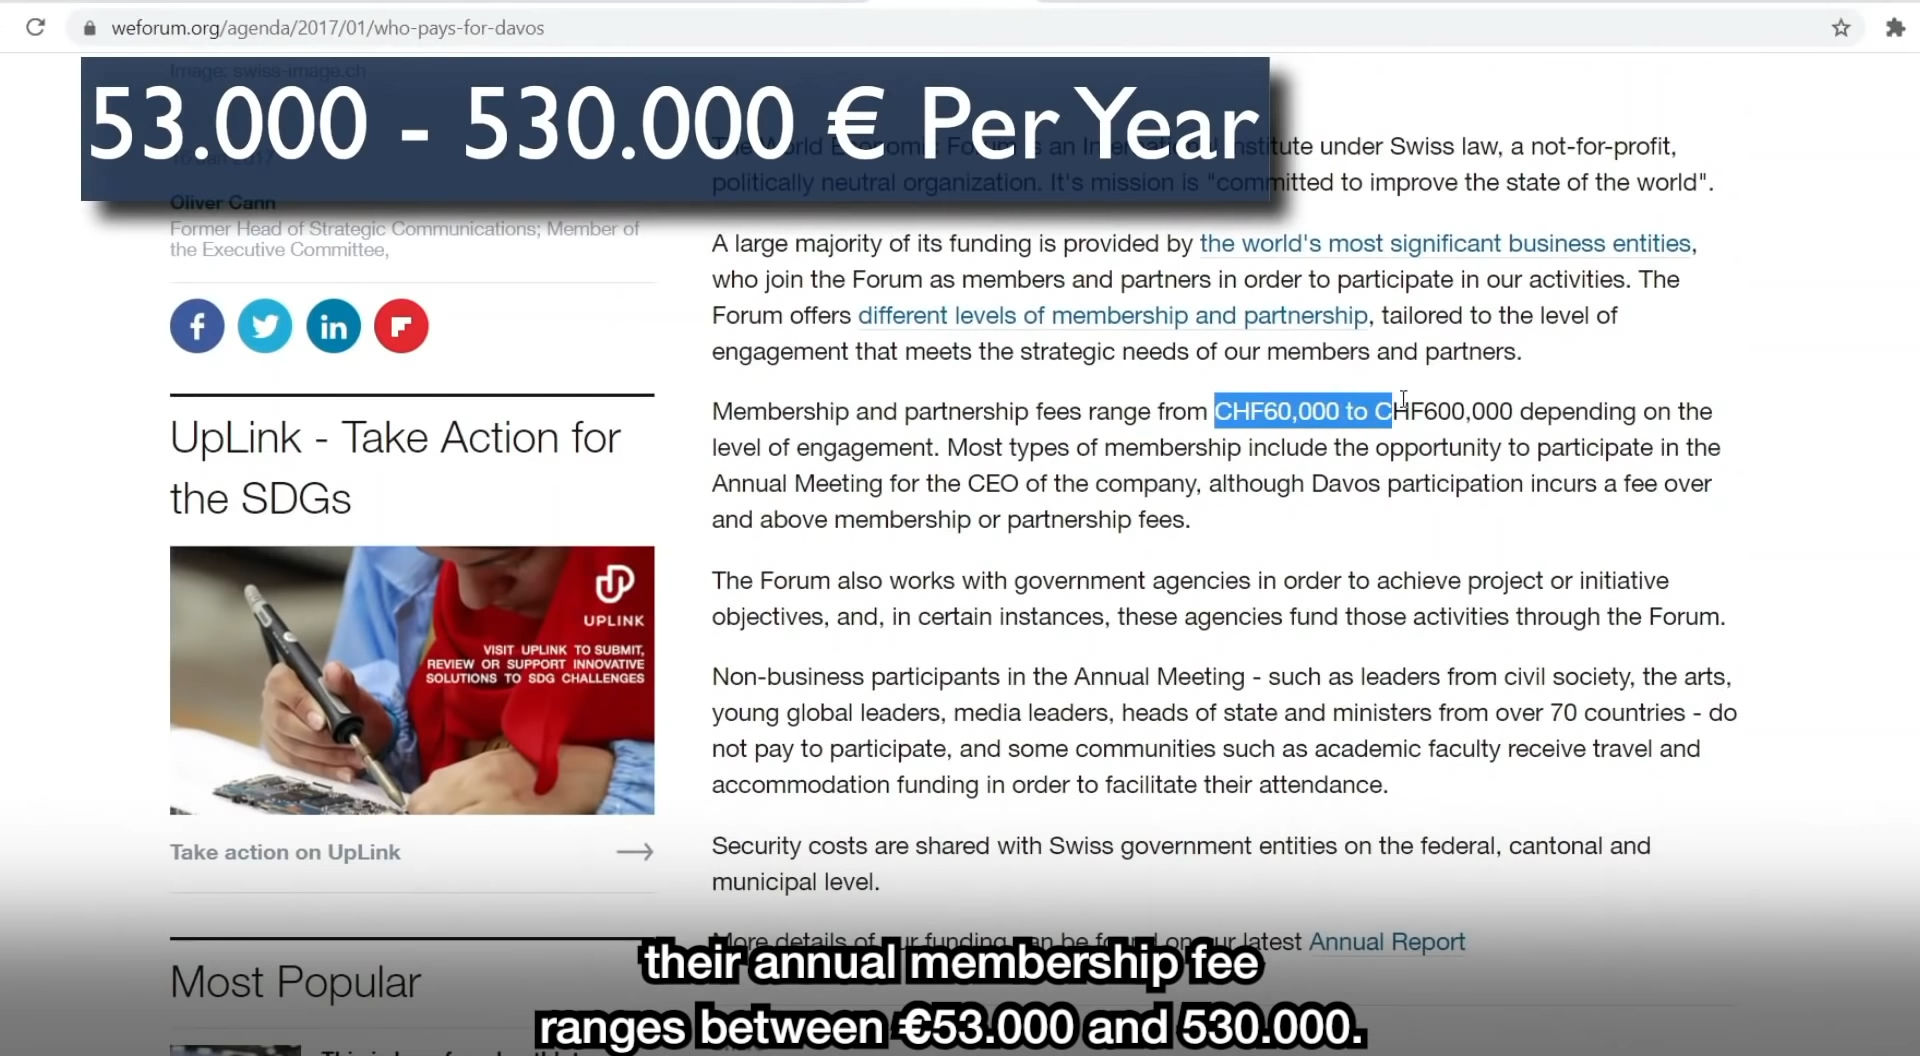 weforum.org/agenda/2017/01/who-pays-for-davos
Image: swiss-image.ch
53.000 - 530.000 € Per Year
2017
Oliver Cann
Former Head of Strategic Communications; Member of
the Executive Committee,
UpLink - Take Action for
the SDGs
UPLINK
VISIT UPLINK TO SUBMIT,
REVIEW OR SUPPORT INNOVATIVE
SOLUTIONS TO SDG CHALLENGES
Take action on UpLink
Most Popular
The World Economic Forum is an International Institute under Swiss law, a not-for-profit,
politically neutral organization. It's mission is "committed to improve the state of the world".
A large majority of its funding is provided by the world's most significant business entities,
who join the Forum as members and partners in order to participate in our activities. The
Forum offers different levels of membership and partnership, tailored to the level of
engagement that meets the strategic needs of our members and partners.
Membership and partnership fees range from CHF60,000 to CHF600,000 depending on the
level of engagement. Most types of membership include the opportunity to participate in the
Annual Meeting for the CEO of the company, although Davos participation incurs a fee over
and above membership or partnership fees.
The Forum also works with government agencies in order to achieve project or initiative
objectives, and, in certain instances, these agencies fund those activities through the Forum.
Non-business participants in the Annual Meeting - such as leaders from civil society, the arts,
young global leaders, media leaders, heads of state and ministers from over 70 countries - do
not pay to participate, and some communities such as academic faculty receive travel and
accommodation funding in order to facilitate their attendance.
Security costs are shared with Swiss government entities on the federal, cantonal and
municipal level.
More details of our funding can be found on our latest Annual Report
their annual membership fee
ranges between €53.000 and 530.000.